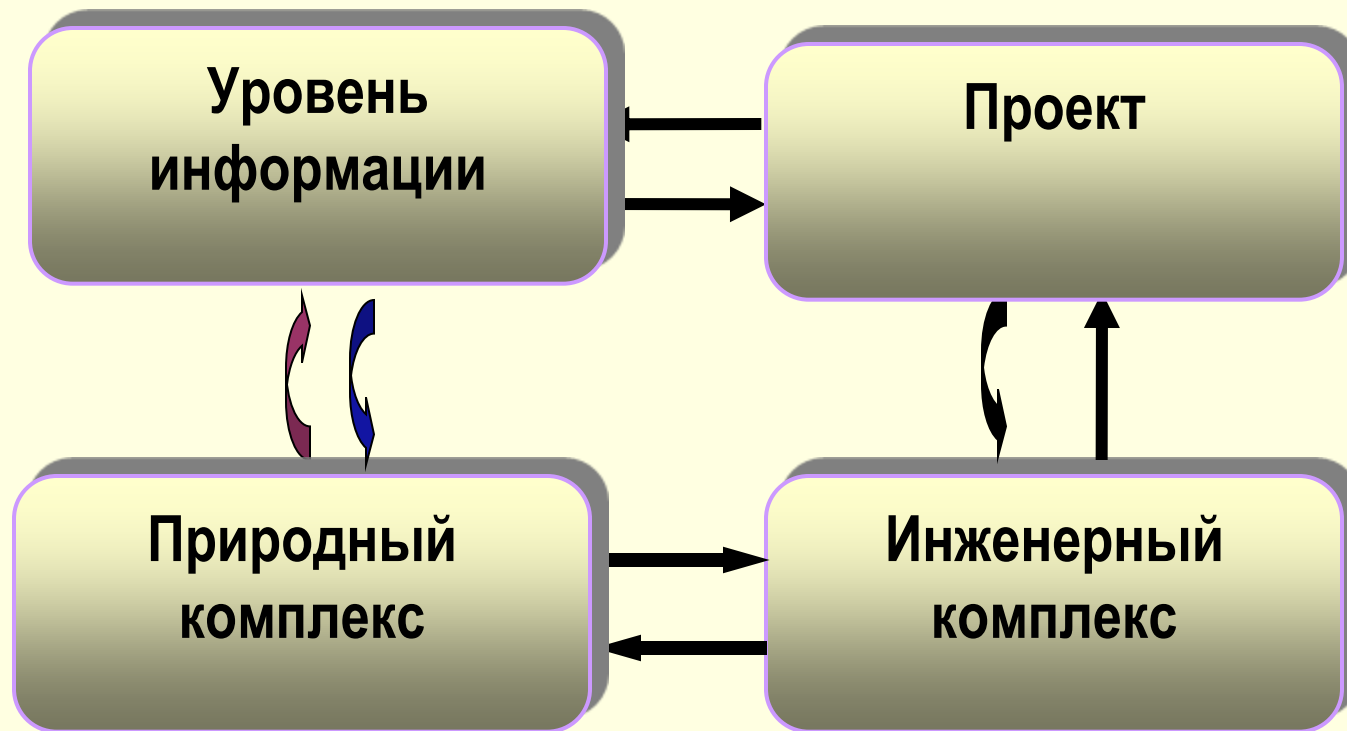 Уровень
информации
Проект
Природный
комплекс
Инженерный
комплекс